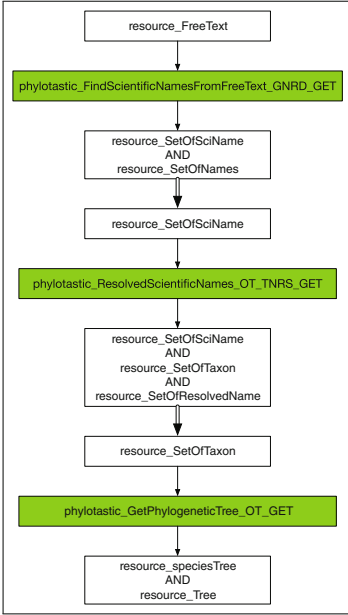 resource_FreeText
phylotastic_FindScientificNamesFromFreeText_GNRD_GET
resource_SetOfSciName
AND
resource_SetOfNames
resource_SetOfSciName
phylotastic_ResolvedScientificNames_OT_TNRS_GET
resource_SetOfSciName
AND
resource_SetOfTaxon
AND
resource_SetOfResolvedName
resource_SetOfTaxon
phylotastic_GetPhylogeneticTree_OT_GET
resource_speciesTree
AND
resource_Tree